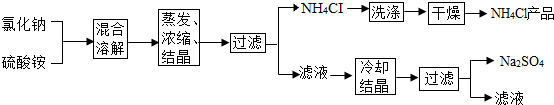 氯化钠
硫酸铵
混合
溶解
蒸发、
浓缩、
结晶
过滤
NH4Cl
洗涤
干燥
NH4Cl产品
滤液
冷却
结晶
过滤
Na2SO4
滤液